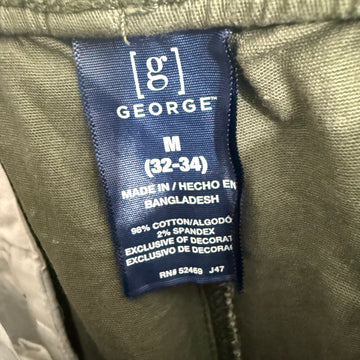 [g]
GEORGE™
M
(32-34)
MADE IN / HECHO EN
BANGLADESH
98% COTTON/ALGODÓ
2% SPANDEX
EXCLUSIVE OF DECORAT
EXCLUSIVO DE DECORAC
RN# 52469 J47